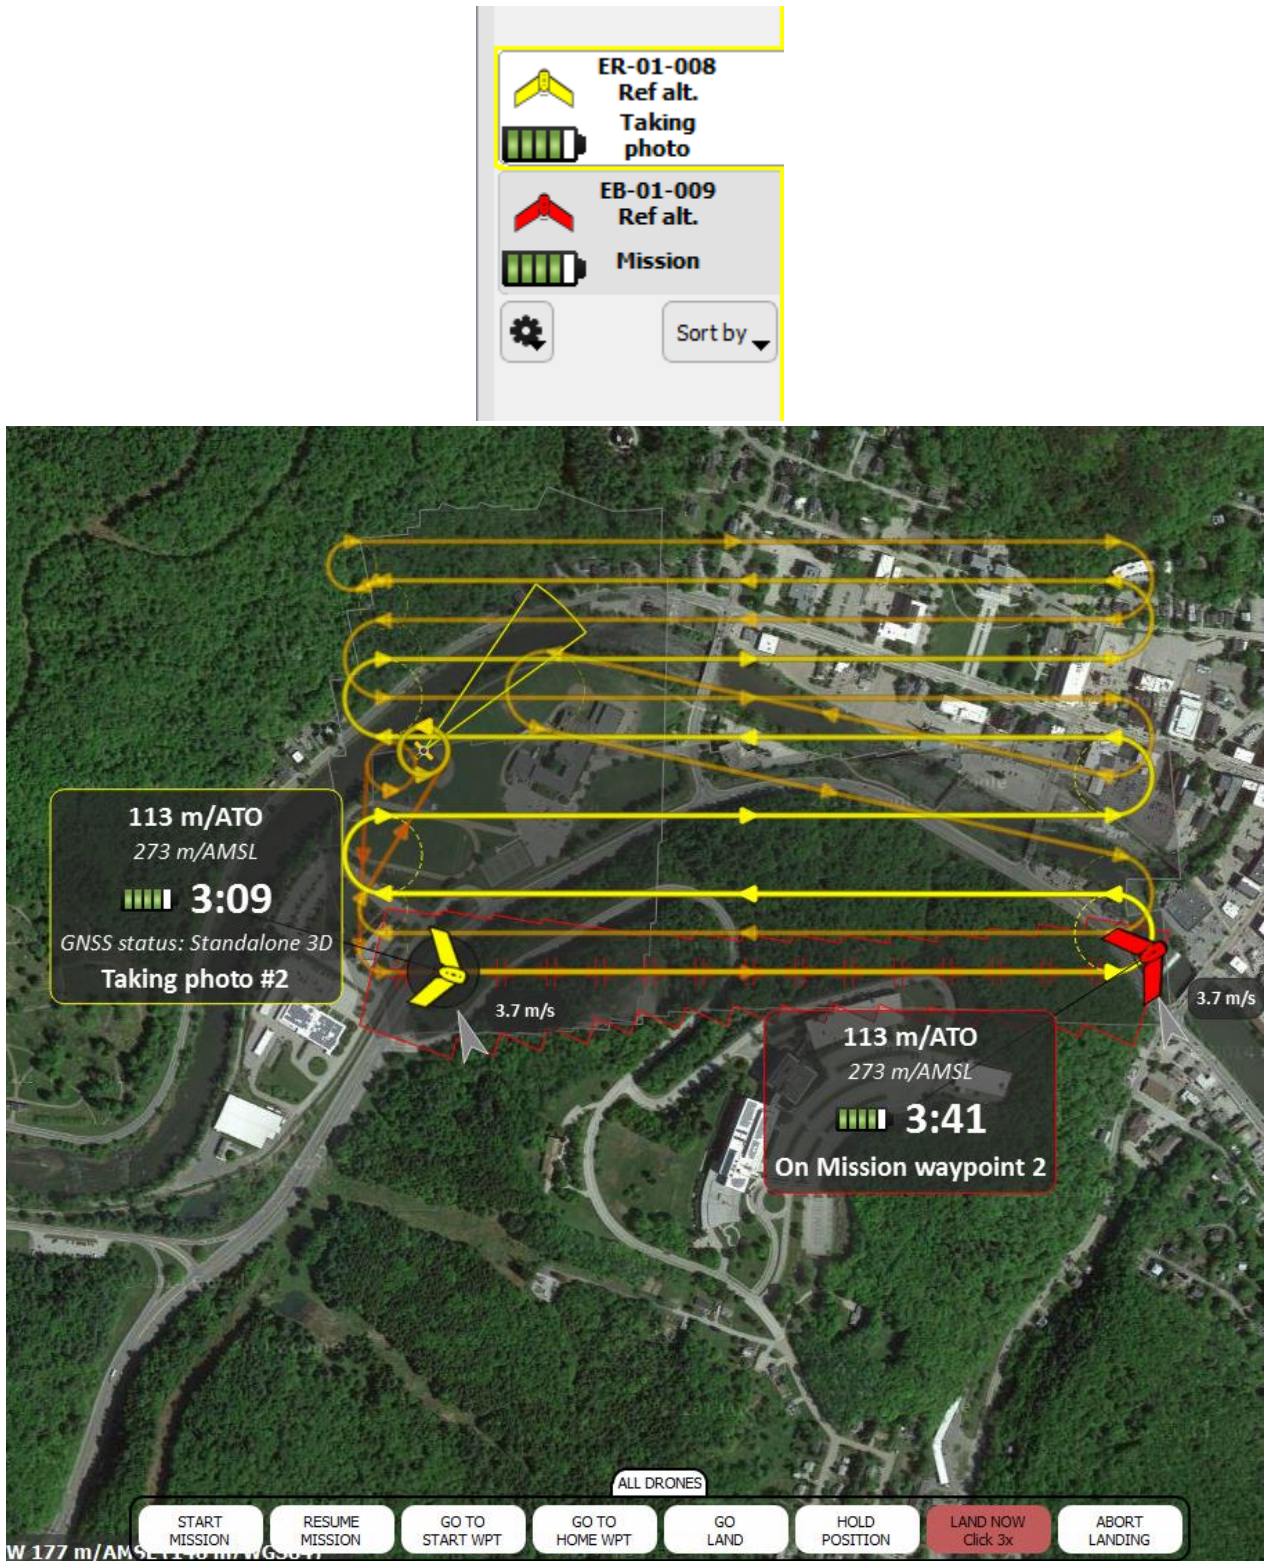 ER-01-008
Ref alt.
Taking
photo
EB-01-009
Ref alt.
Mission
Sort by
113 m/ATO
273 m/AMSL
3:09
GNSS status: Standalone 3D
Taking photo #2
3.7 m/s
3.7 m/s
113 m/ATO
273 m/AMSL
3:41
On Mission waypoint 2
ALL DRONES
START
MISSION
RESUME
MISSION
GO TO
START WPT
GO TO
HOME WPT
GO
LAND
HOLD
POSITION
LAND NOW
Click 3x
ABORT
LANDING
W 177 m/AMSL